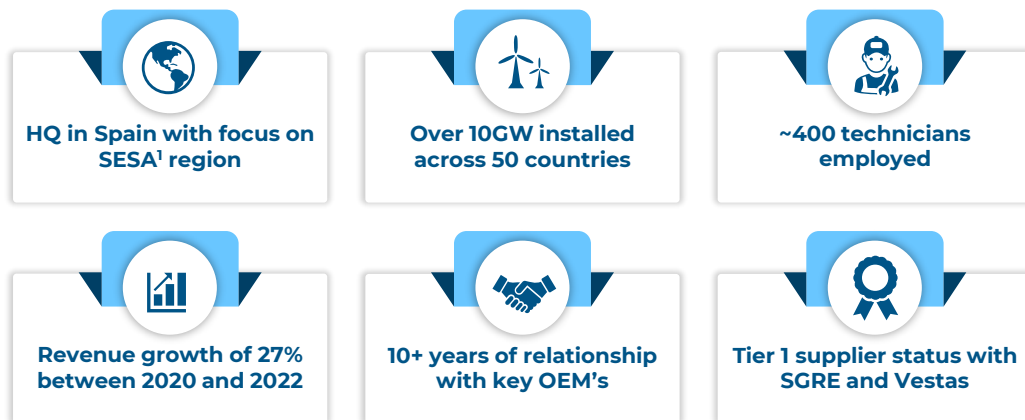 HQ in Spain with focus on
SESA¹ region
Over 10GW installed
across 50 countries
~400 technicians
employed
Revenue growth of 27%
between 2020 and 2022
10+ years of relationship
with key OEM’s
Tier 1 supplier status with
SGRE and Vestas